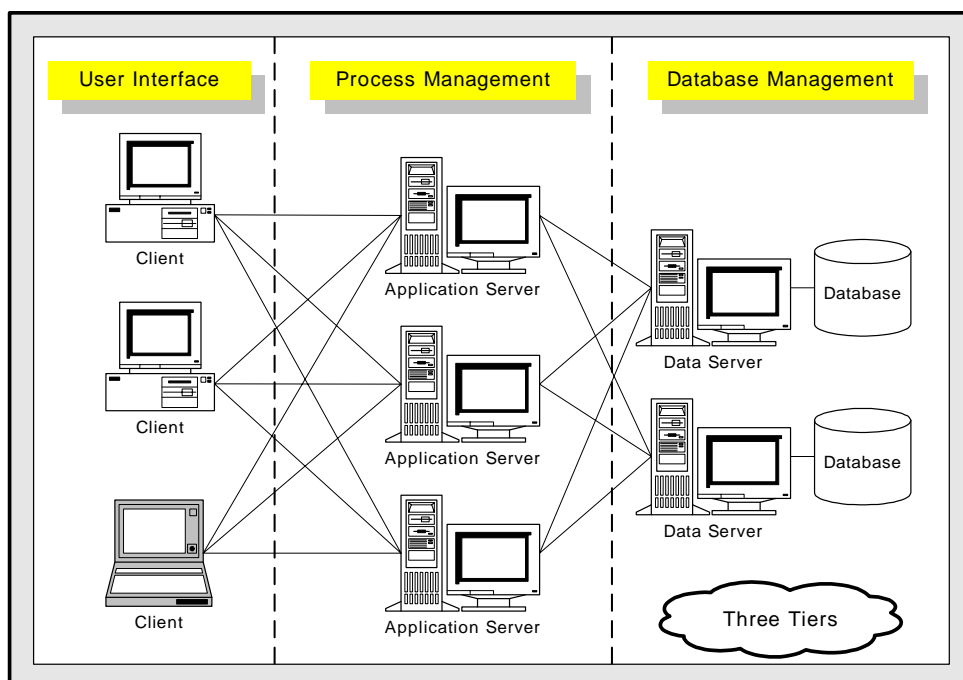 User Interface
Process Management
Database Management
Client
Application Server
Database
Data Server
Client
Application Server
Database
Data Server
Client
Application Server
Three Tiers